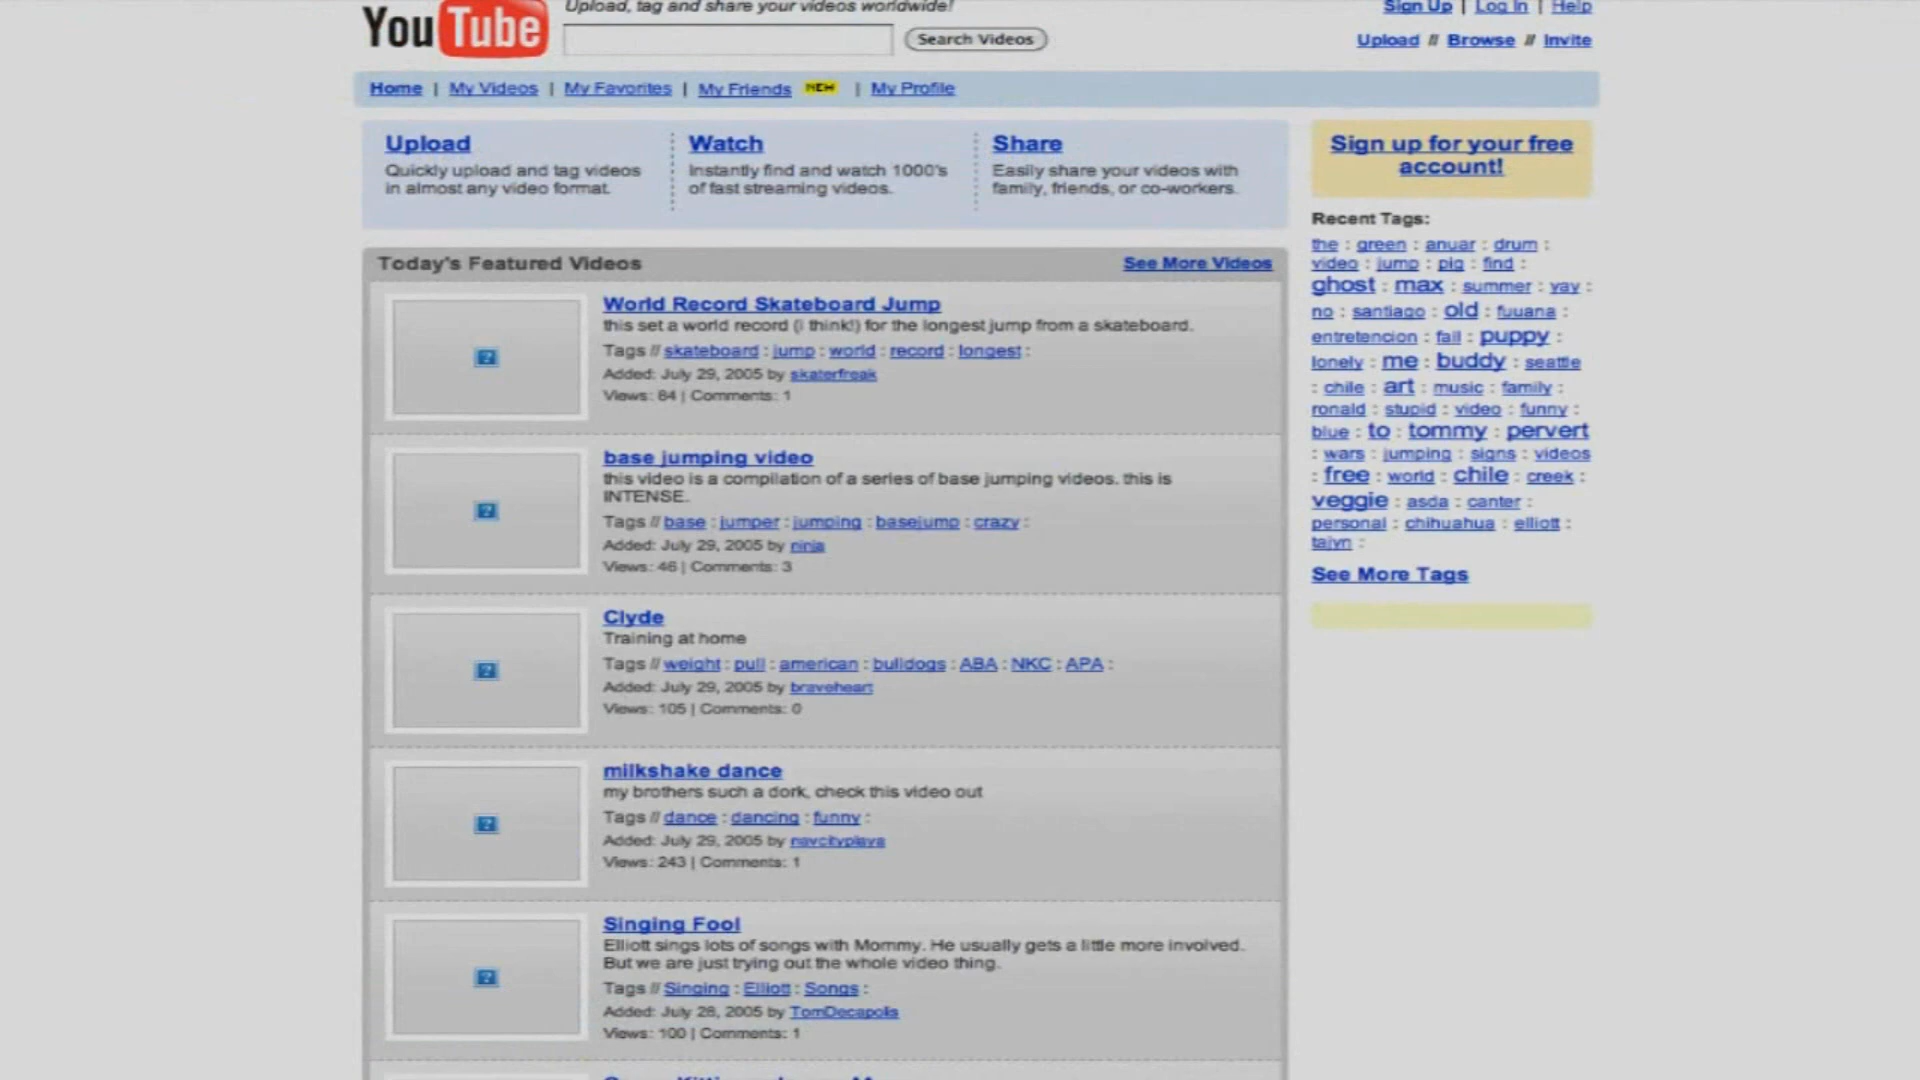 YouTube
Upload, tag and share your videos worldwide!
Search Videos
Sign Up | Log In | Help
Upload // Browse // Invite
Home | My Videos | My Favorites | My Friends NEW | My Profile
Upload
Quickly upload and tag videos
in almost any video format.
Watch
Instantly find and watch 1000's
of fast streaming videos.
Share
Easily share your videos with
family, friends, or co-workers.
Today's Featured Videos
See More Videos
World Record Skateboard Jump
this set a world record (i think!) for the longest jump from a skateboard.
Tags // skateboard : jump : world : record : longest :
Added: July 29, 2005 by skaterfreak
Views: 84 | Comments: 1
base jumping video
this video is a compilation of a series of base jumping videos. this is
INTENSE.
Tags // base : jumper : jumping : basejump : crazy :
Added: July 29, 2005 by ninja
Views: 46 | Comments: 3
Clyde
Training at home
Tags // weight : pull : american : bulldogs : ABA : NKC : APA :
Added: July 29, 2005 by braveheart
Views: 105 | Comments: 0
milkshake dance
my brothers such a dork, check this video out
Tags // dance : dancing : funny :
Added: July 29, 2005 by navcityplaya
Views: 243 | Comments: 1
Singing Fool
Elliott sings lots of songs with Mommy. He usually gets a little more involved.
But we are just trying out the whole video thing.
Tags // Singing : Elliott : Songs :
Added: July 28, 2005 by TomDecapolis
Views: 100 | Comments: 1
Sign up for your free
account!
Recent Tags:
the : green : anuar : drum :
video : jump : pig : find :
ghost : max : summer : yay :
no : santiago : old : fuuana :
entretencion : fail : puppy :
lonely : me : buddy : seattle
: chile : art : music : family :
ronald : stupid : video : funny :
blue : to : tommy : pervert
: wars : jumping : signs : videos
: free : world : chile : creek :
veggie : asda : canter :
personal : chihuahua : elliott :
taiyn :
See More Tags